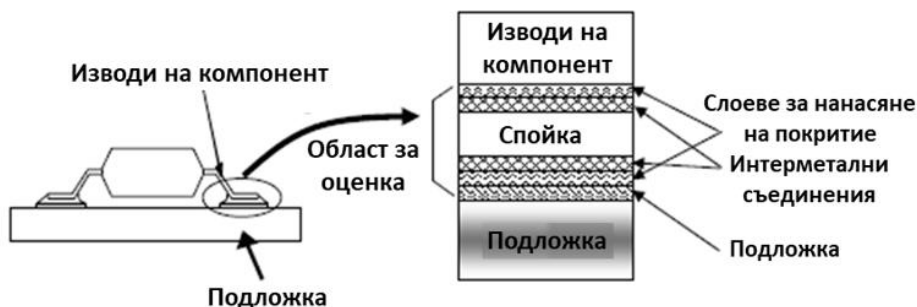 Изводи на компонент
Подложка
Област за
оценка
Изводи на
компонент
Спойка
Подложка
Слоеве за нанасяне
на покритие
Интерметални
съединения
Подложка